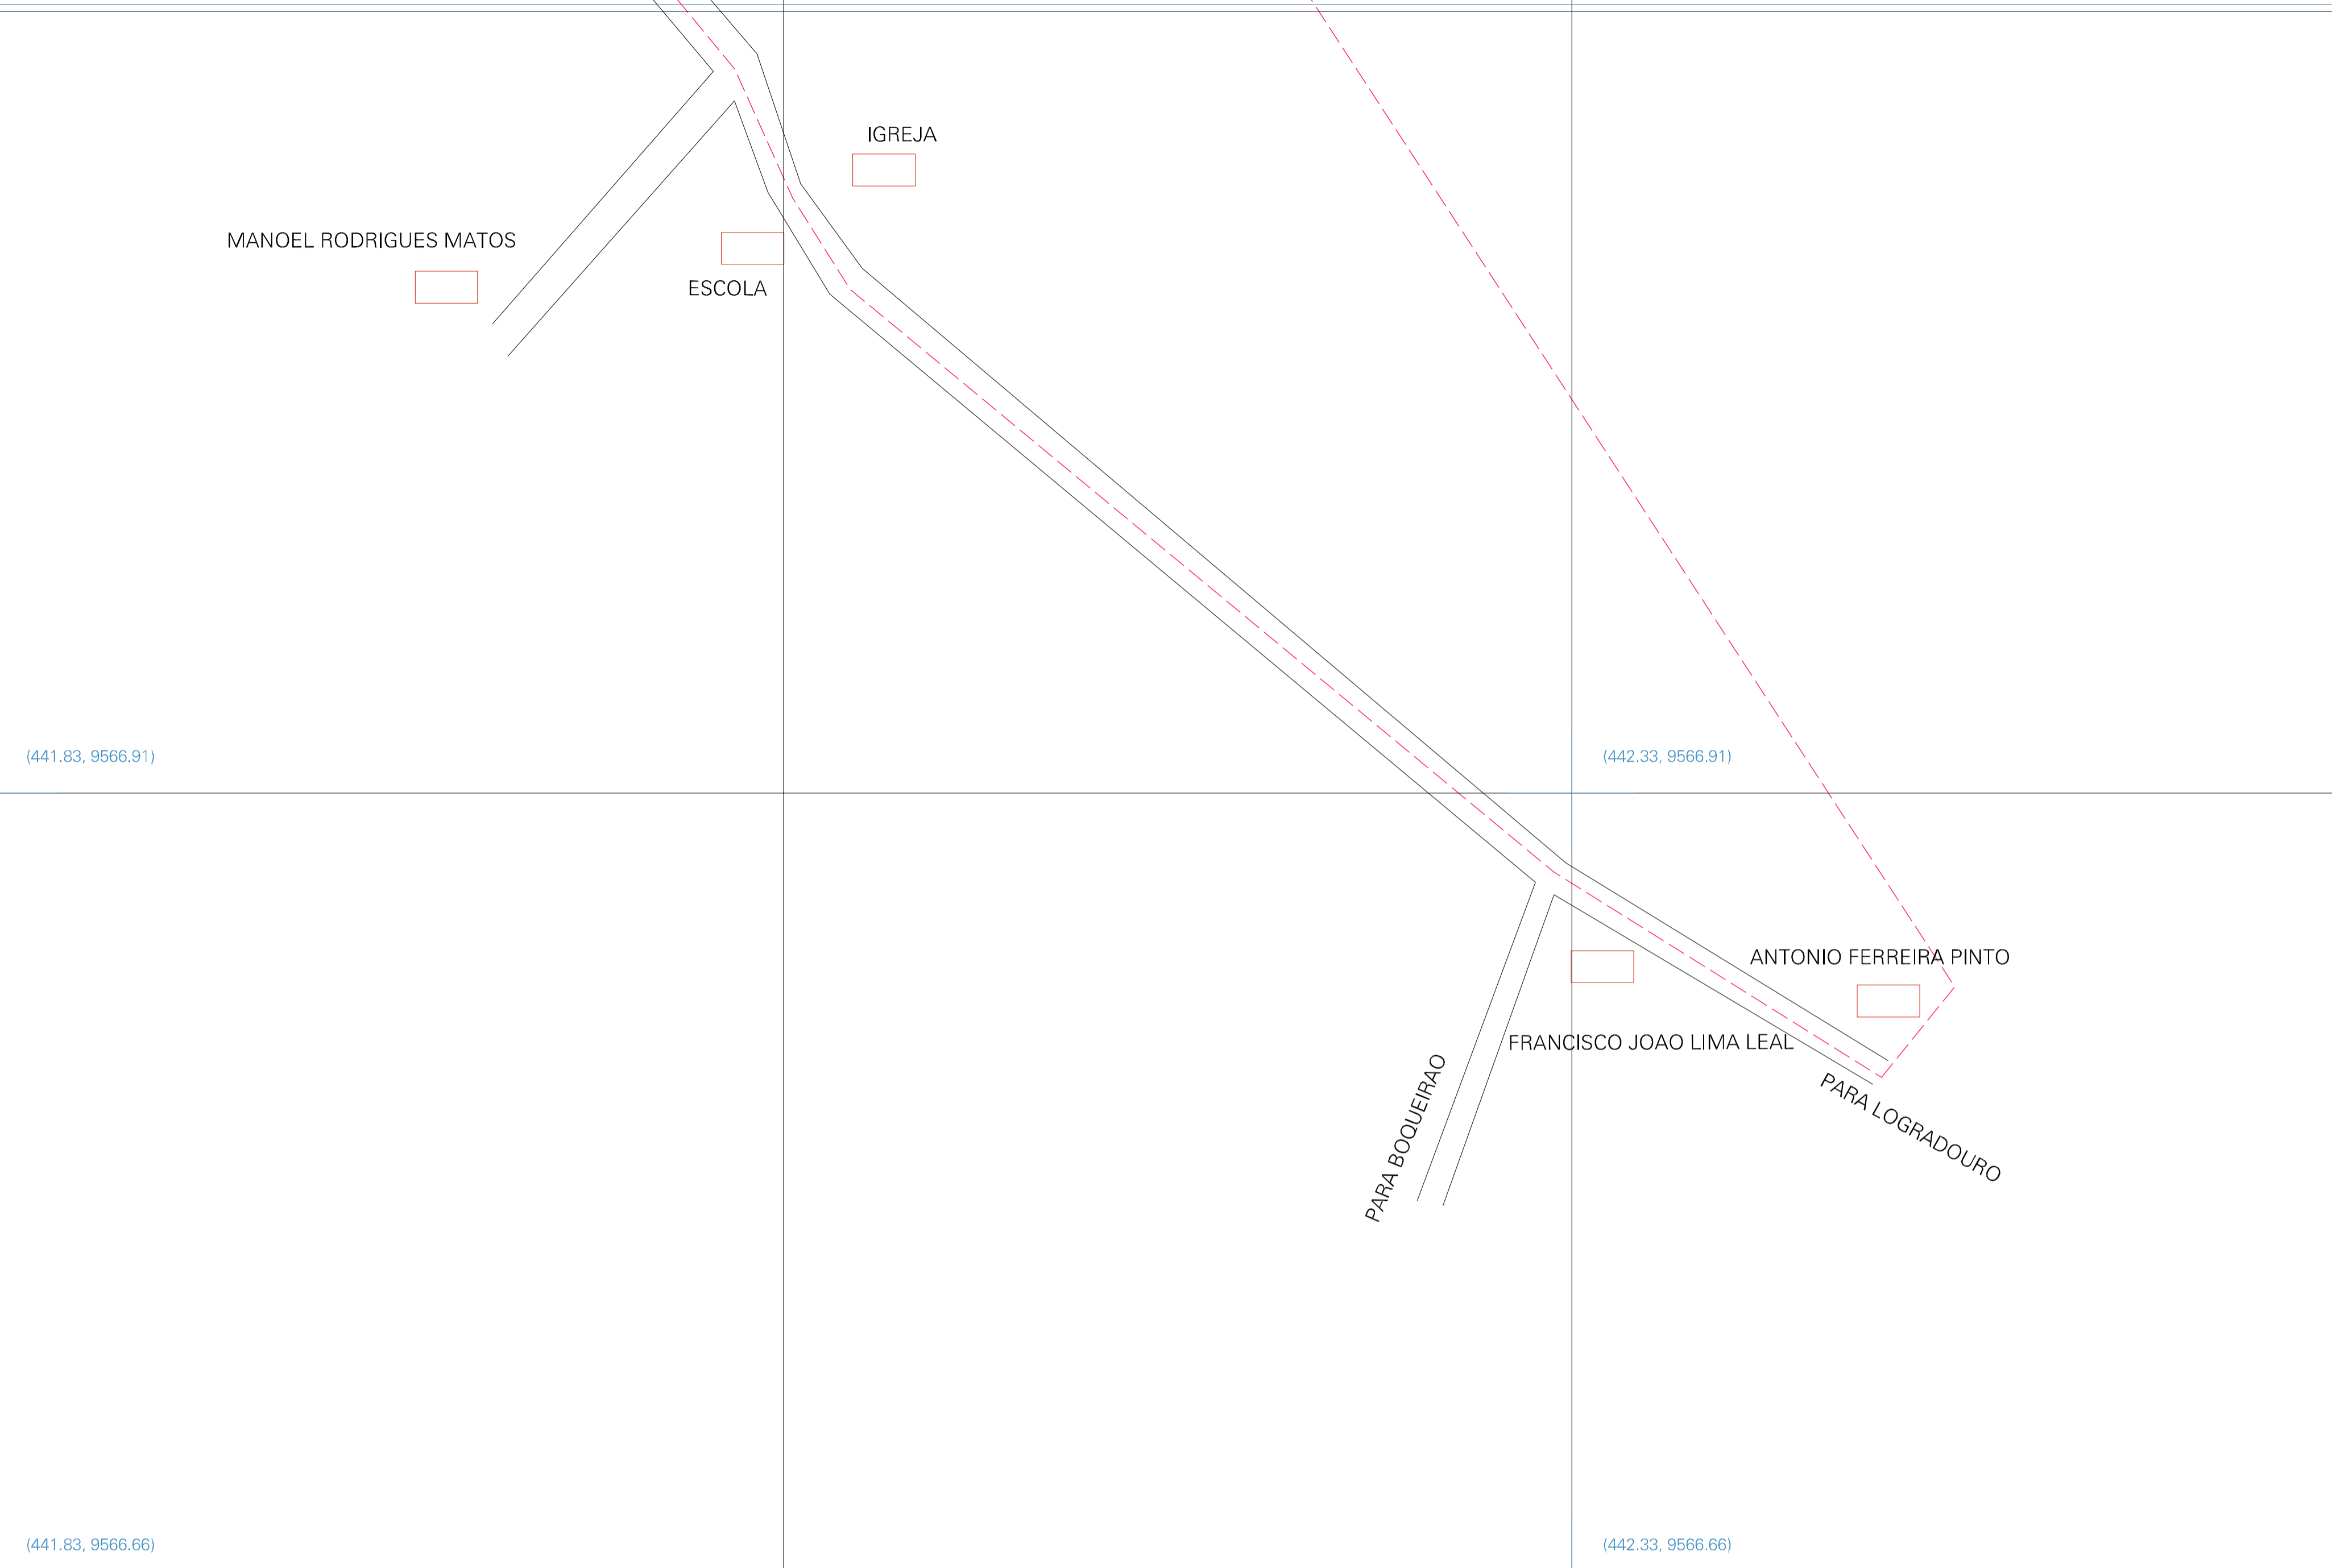 IGREJA
MANOEL RODRIGUES MATOS
ESCOLA
(441.83, 9566.91)
(442.33, 9566.91)
ANTONIO FERREIRA PINTO
FRANCISCO JOAO LIMA LEAL
PARA BOQUEIRAO
PARA LOGRADOURO
(441.83, 9566.66)
(442.33, 9566.66)